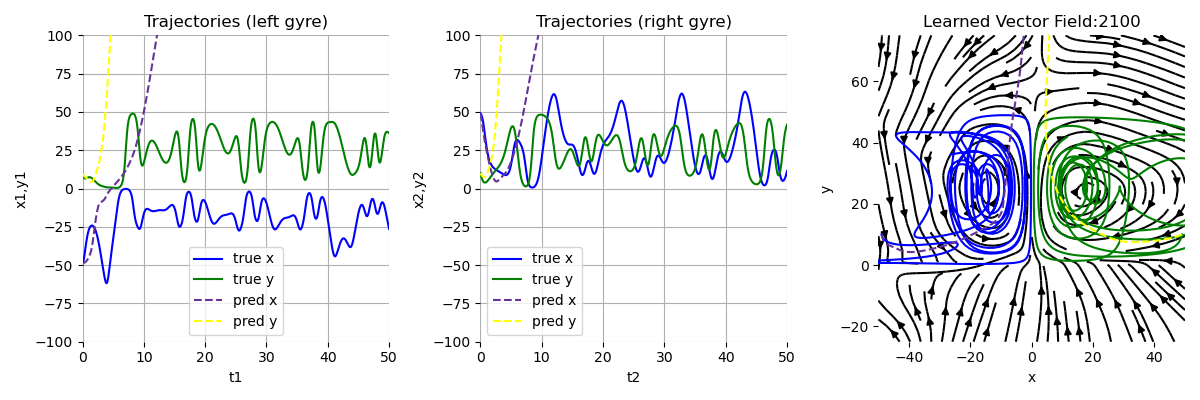 Trajectories (left gyre)
x1,y1
100
75
50
25
0
−25
−50
−75
−100
0 10 20 30 40 50
t1
true x
true y
pred x
pred y
Trajectories (right gyre)
x2,y2
100
75
50
25
0
−25
−50
−75
−100
0 10 20 30 40 50
t2
true x
true y
pred x
pred y
Learned Vector Field:2100
y
60
40
20
0
−20
−40 −20 0 20 40
x